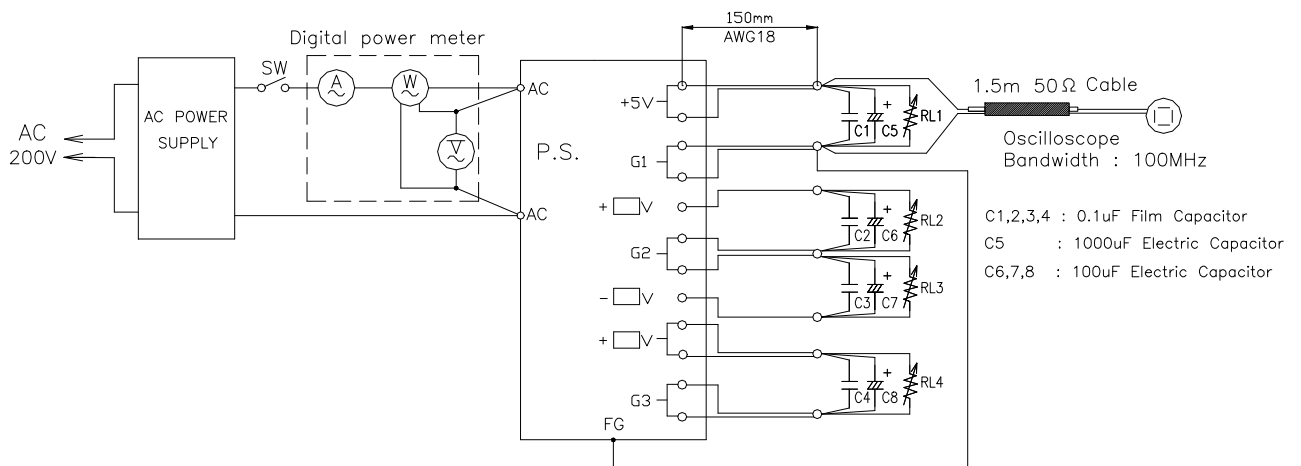 Digital power meter
SW
A
W
V
AC POWER
SUPPLY
AC
200V
AC
AC
P.S.
+5V
G1
+ V
G2
- V
+ V
G3
FG
150mm
AWG18
C1
+
C5
RL1
C2
+
C6
RL2
C3
+
C7
RL3
C4
+
C8
RL4
1.5m 50Ω Cable
Oscilloscope
Bandwidth : 100MHz
C1,2,3,4 : 0.1uF Film Capacitor
C5 : 1000uF Electric Capacitor
C6,7,8 : 100uF Electric Capacitor